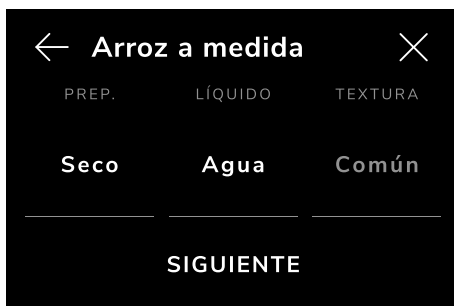 Arroz a medida
PREP. LÍQUIDO TEXTURA
Seco Agua Común
SIGUIENTE